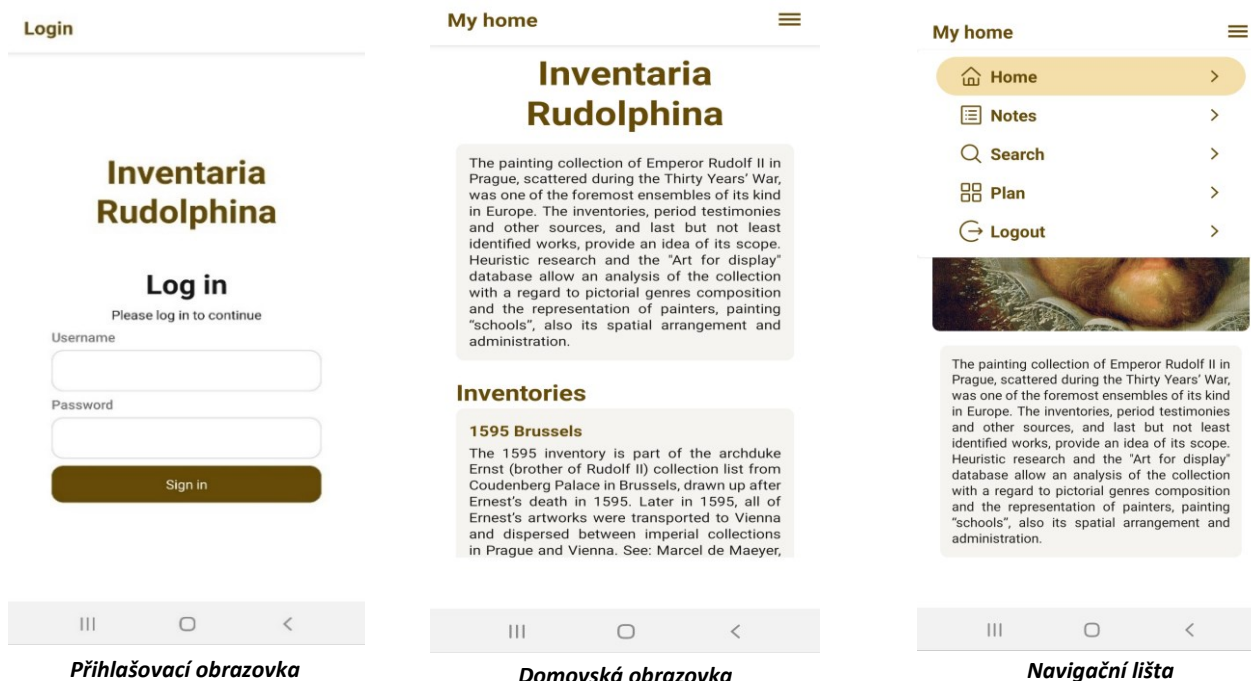 Login
Inventaria
Rudolphina
Log in
Please log in to continue
Username
Password
Sign in
Přihlašovací obrazovka
My home
Inventaria
Rudolphina
The painting collection of Emperor Rudolf II in
Prague, scattered during the Thirty Years' War,
was one of the foremost ensembles of its kind
in Europe. The inventories, period testimonies
and other sources, and last but not least
identified works, provide an idea of its scope.
Heuristic research and the "Art for display"
database allow an analysis of the collection
with a regard to pictorial genres composition
and the representation of painters, painting
"schools", also its spatial arrangement and
administration.
Inventories
1595 Brussels
The 1595 inventory is part of the archduke
Ernst (brother of Rudolf II) collection list from
Coudenberg Palace in Brussels, drawn up after
Ernest's death in 1595. Later in 1595, all of
Ernest's artworks were transported to Vienna
and dispersed between imperial collections
in Prague and Vienna. See: Marcel de Maeyer,
Domovská obrazovka
My home
Home
Notes
Search
Plan
Logout
The painting collection of Emperor Rudolf II in
Prague, scattered during the Thirty Years' War,
was one of the foremost ensembles of its kind
in Europe. The inventories, period testimonies
and other sources, and last but not least
identified works, provide an idea of its scope.
Heuristic research and the "Art for display"
database allow an analysis of the collection
with a regard to pictorial genres composition
and the representation of painters, painting
"schools", also its spatial arrangement and
administration.
Navigační lišta